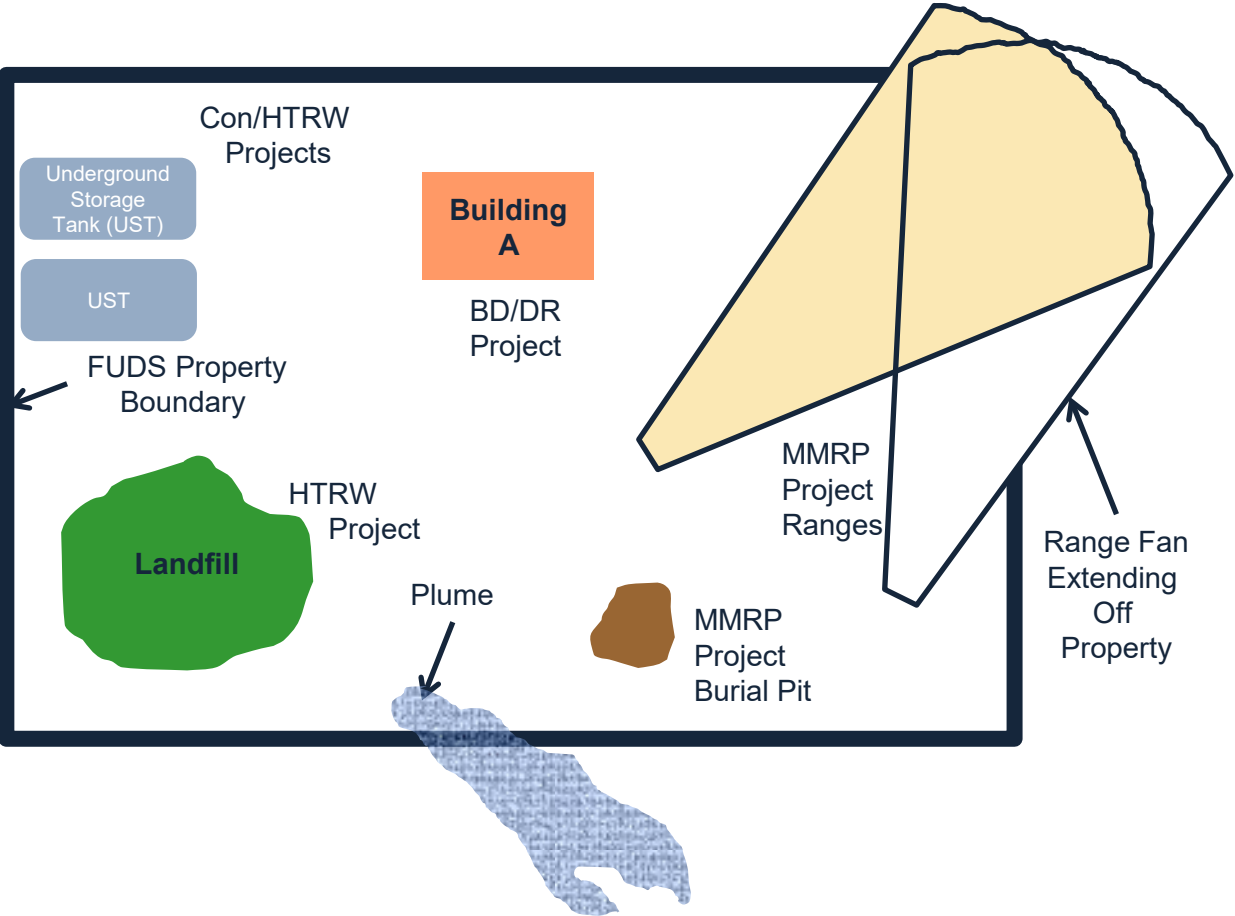 Con/HTRW
Projects
Underground
Storage
Tank (UST)
UST
Building
A
BD/DR
Project
FUDS Property
Boundary
HTRW
Project
Landfill
Plume
MMRP
Project
Ranges
MMRP
Project
Burial Pit
Range Fan
Extending
Off
Property